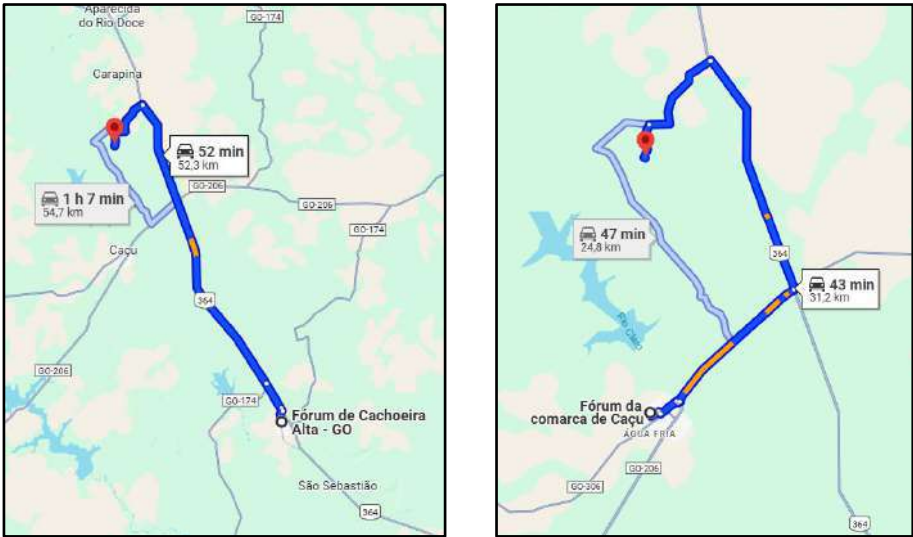 Aparecida
do Rio Doce
GO-174
Carapina
52 min
52,3 km
1 h 7 min
54,7 km
GO-206
GO-206
GO-174
Caçu
364
GO-206
GO-174
Fórum de Cachoeira
Alta - GO
São Sebastião
364
47 min
24,8 km
364
43 min
31,2 km
Rio Claro
Fórum da
comarca de Caçu
ÁGUA FRIA
GO-206
GO-206
364